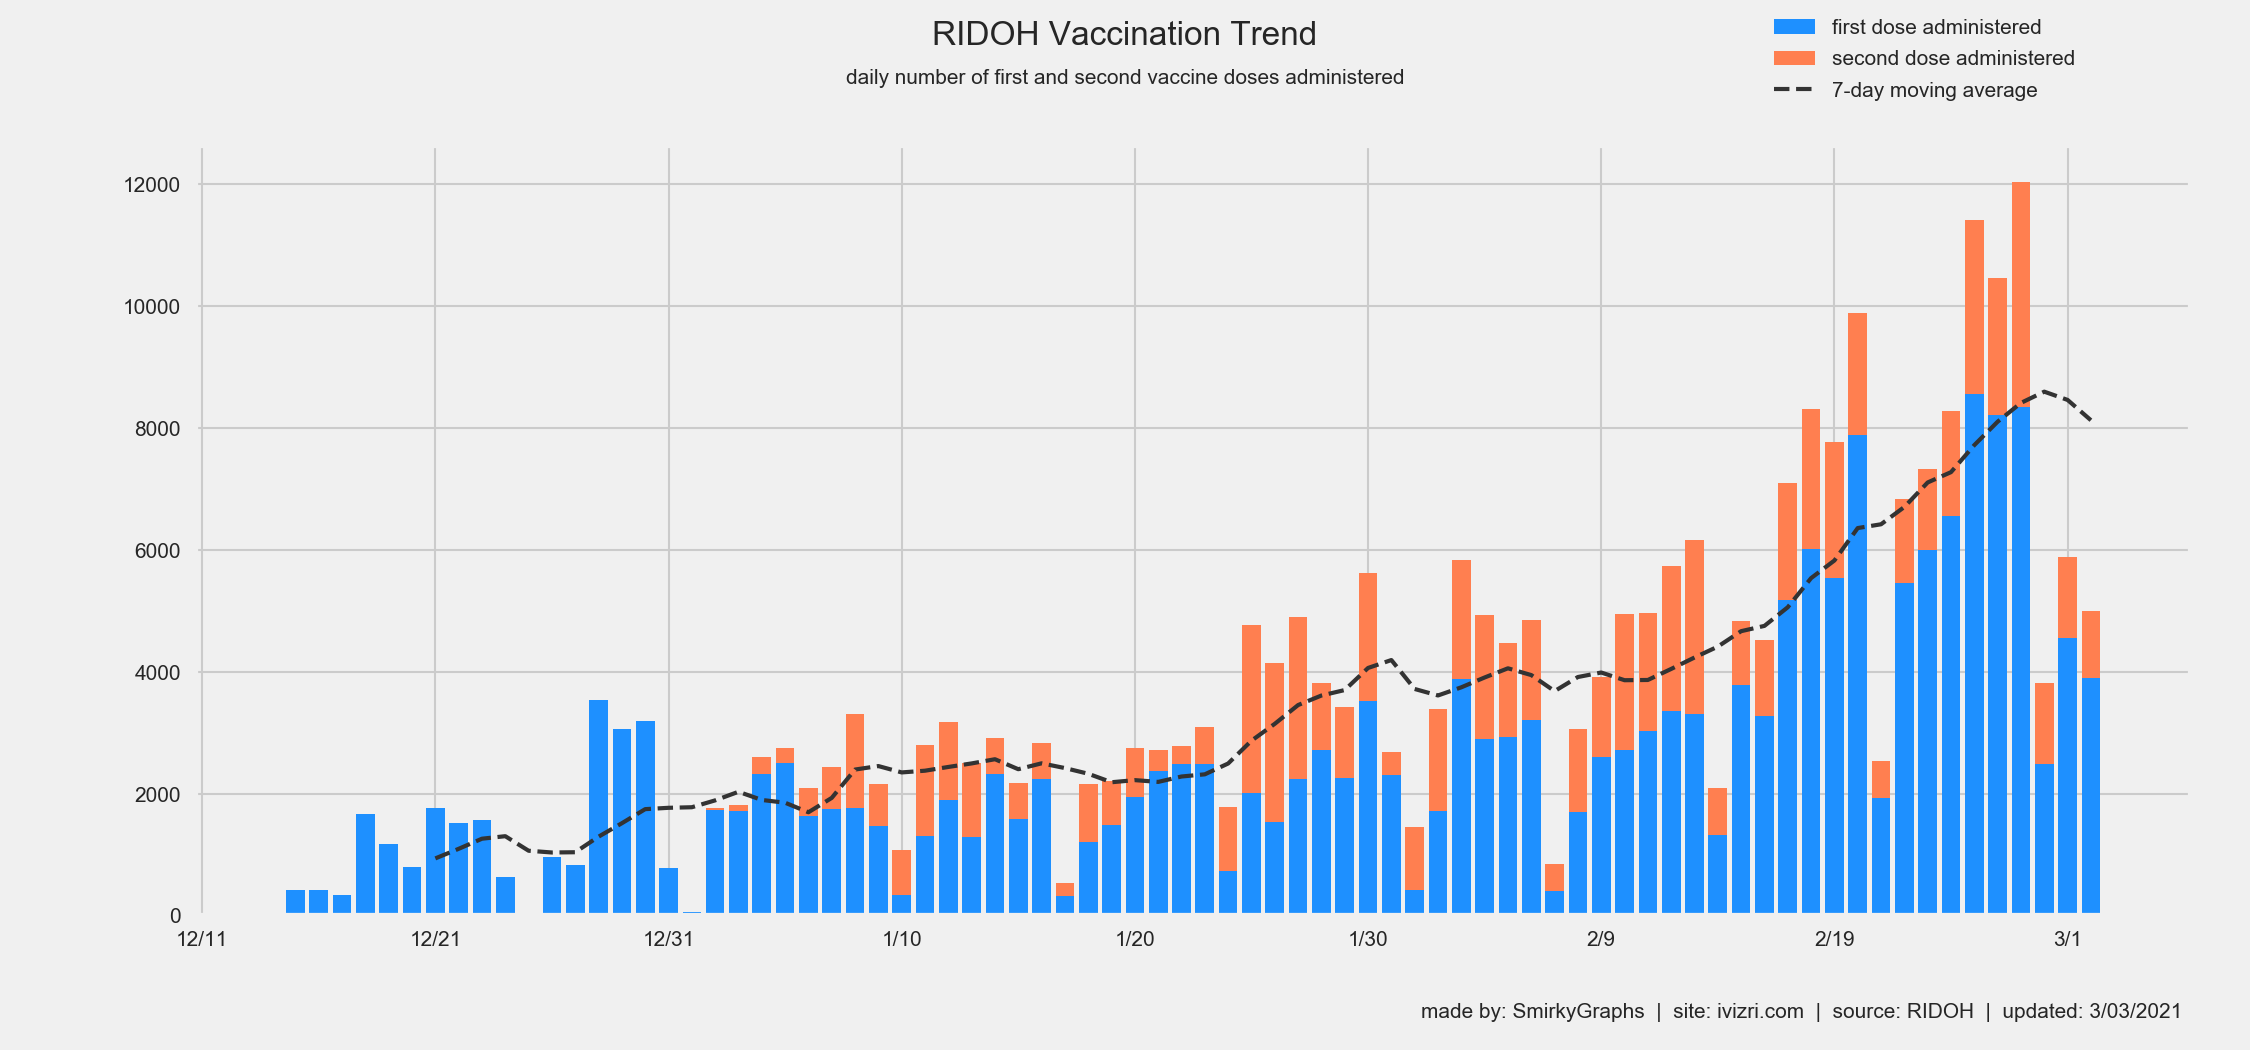 RIDOH Vaccination Trend
daily number of first and second vaccine doses administered
first dose administered
second dose administered
7-day moving average
12000
10000
8000
6000
4000
2000
0
12/11 12/21 12/31 1/10 1/20 1/30 2/9 2/19 3/1
made by: SmirkyGraphs | site: ivizri.com | source: RIDOH | updated: 3/03/2021